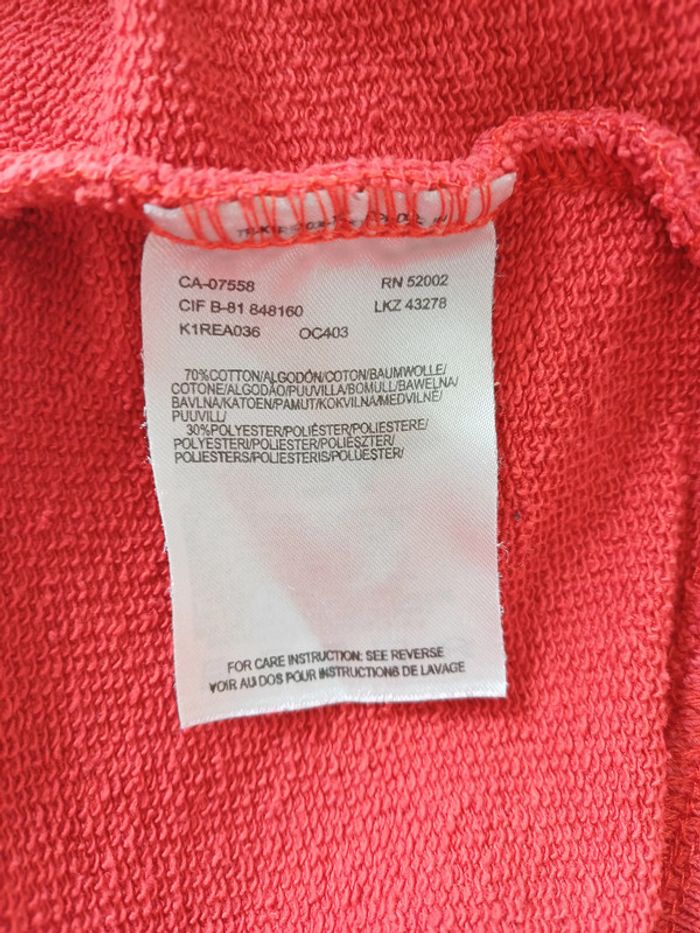 CA-07558 RN 52002
CIF B-81 848160 LKZ 43278
K1REA036 OC403
70%COTTON/ALGODÓN/COTON/BAUMWOLLE/
COTONE/ALGODÃO/PUUVILLA/BOMULL/BAWELNA/
BAVLNA/KATOEN/PAMUT/KOKVILNA/MEDVILNĖ/
PUUVILL/
30%POLYESTER/POLIÉSTER/POLIESTERE/
POLYESTERI/POLIESTER/POLIÉSZTER/
POLIESTERS/POLIESTERIS/POLÜESTER/
FOR CARE INSTRUCTION: SEE REVERSE
VOIR AU DOS POUR INSTRUCTIONS DE LAVAGE